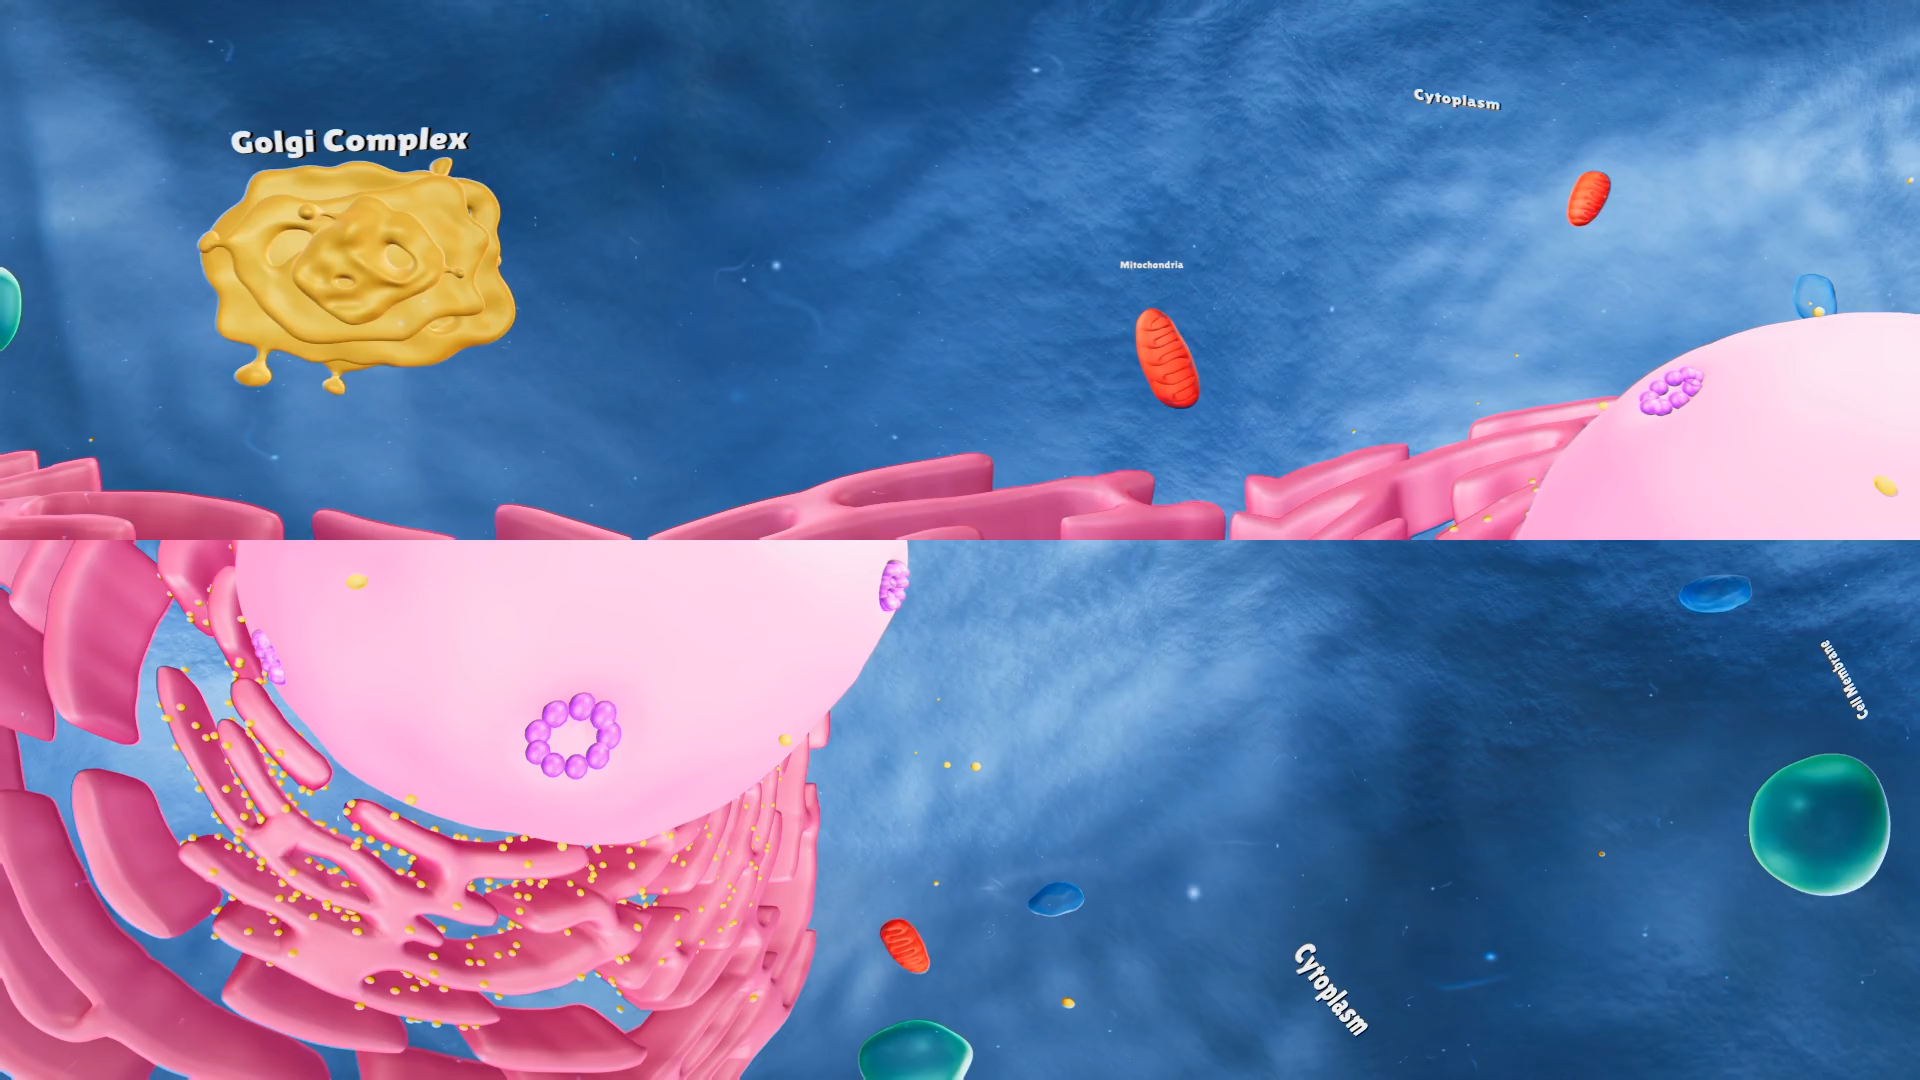 Golgi Complex
Cytoplasm
Mitochondria
Cell Membrane
Cytoplasm